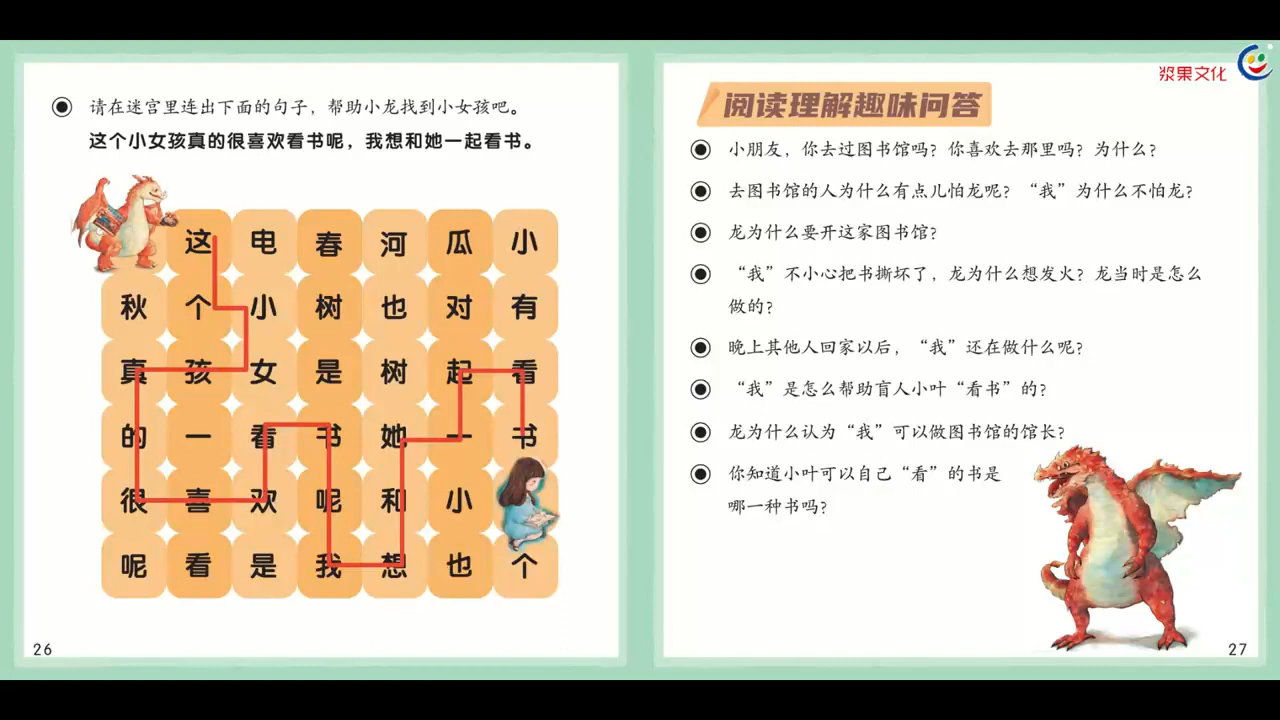 请在迷宫里连出下面的句子，帮助小龙找到小女孩吧。
这个小女孩真的很喜欢看书呢，我想和她一起看书。
这 电 春 河 瓜 小
秋 个 小 树 也 对 有
真 孩 女 是 树 起 看
的 一 看 书 她 一 书
很 喜 欢 呢 和 小
呢 看 是 我 想 也 个
26
浆果文化
阅读理解趣味问答
小朋友，你去过图书馆吗？你喜欢去那里吗？为什么？
去图书馆的人为什么有点儿怕龙呢？“我”为什么不怕龙？
龙为什么要开这家图书馆？
“我”不小心把书撕坏了，龙为什么想发火？龙当时是怎么
做的？
晚上其他人回家以后，“我”还在做什么呢？
“我”是怎么帮助盲人小叶“看书”的？
龙为什么认为“我”可以做图书馆的馆长？
你知道小叶可以自己“看”的书是
哪一种书吗？
27